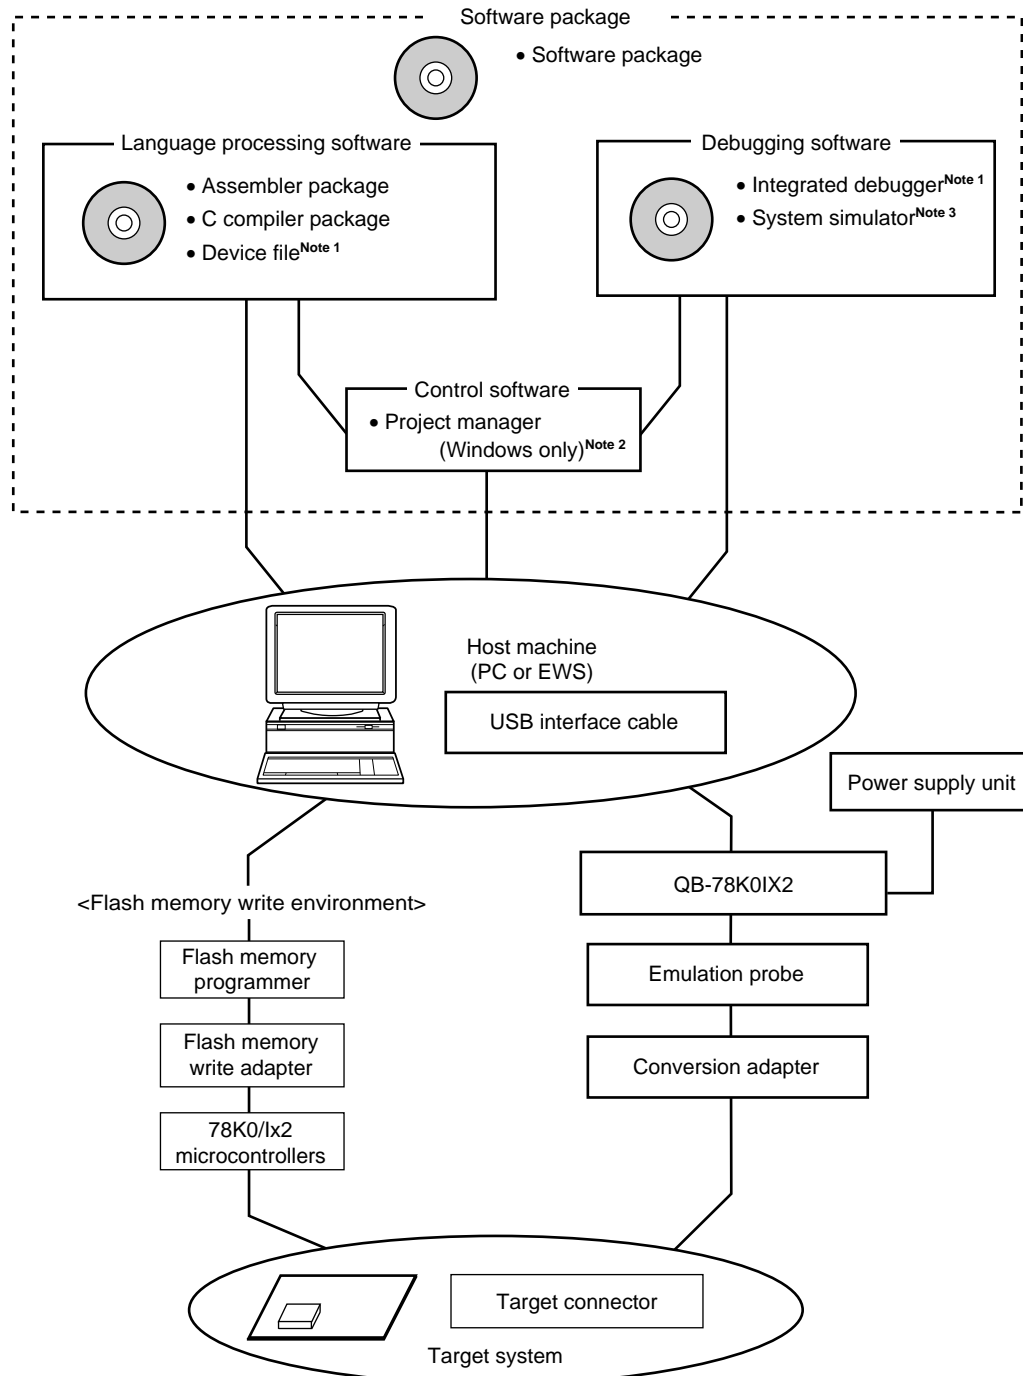 Software package
• Software package
Language processing software
• Assembler package
• C compiler package
• Device fileNote 1
Debugging software
• Integrated debuggerNote 1
• System simulatorNote 3
Control software
• Project manager
(Windows only)Note 2
Host machine
(PC or EWS)
USB interface cable
Power supply unit
QB-78K0IX2
<Flash memory write environment>
Flash memory
programmer
Emulation probe
Flash memory
write adapter
Conversion adapter
78K0/Ix2
microcontrollers
Target connector
Target system